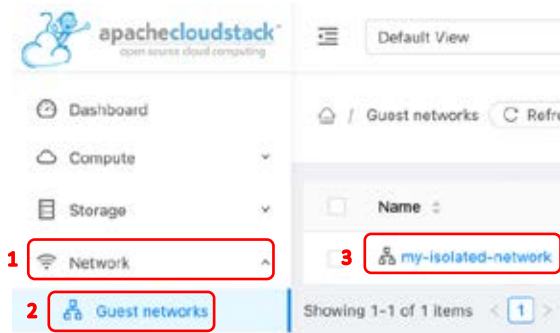 apachecloudstack
open source cloud computing
Default View
Dashboard
Guest networks
Refre
Compute
Storage
Name
1 Network
3 my-isolated-network
2 Guest networks
Showing 1-1 of 1 items < 1 >